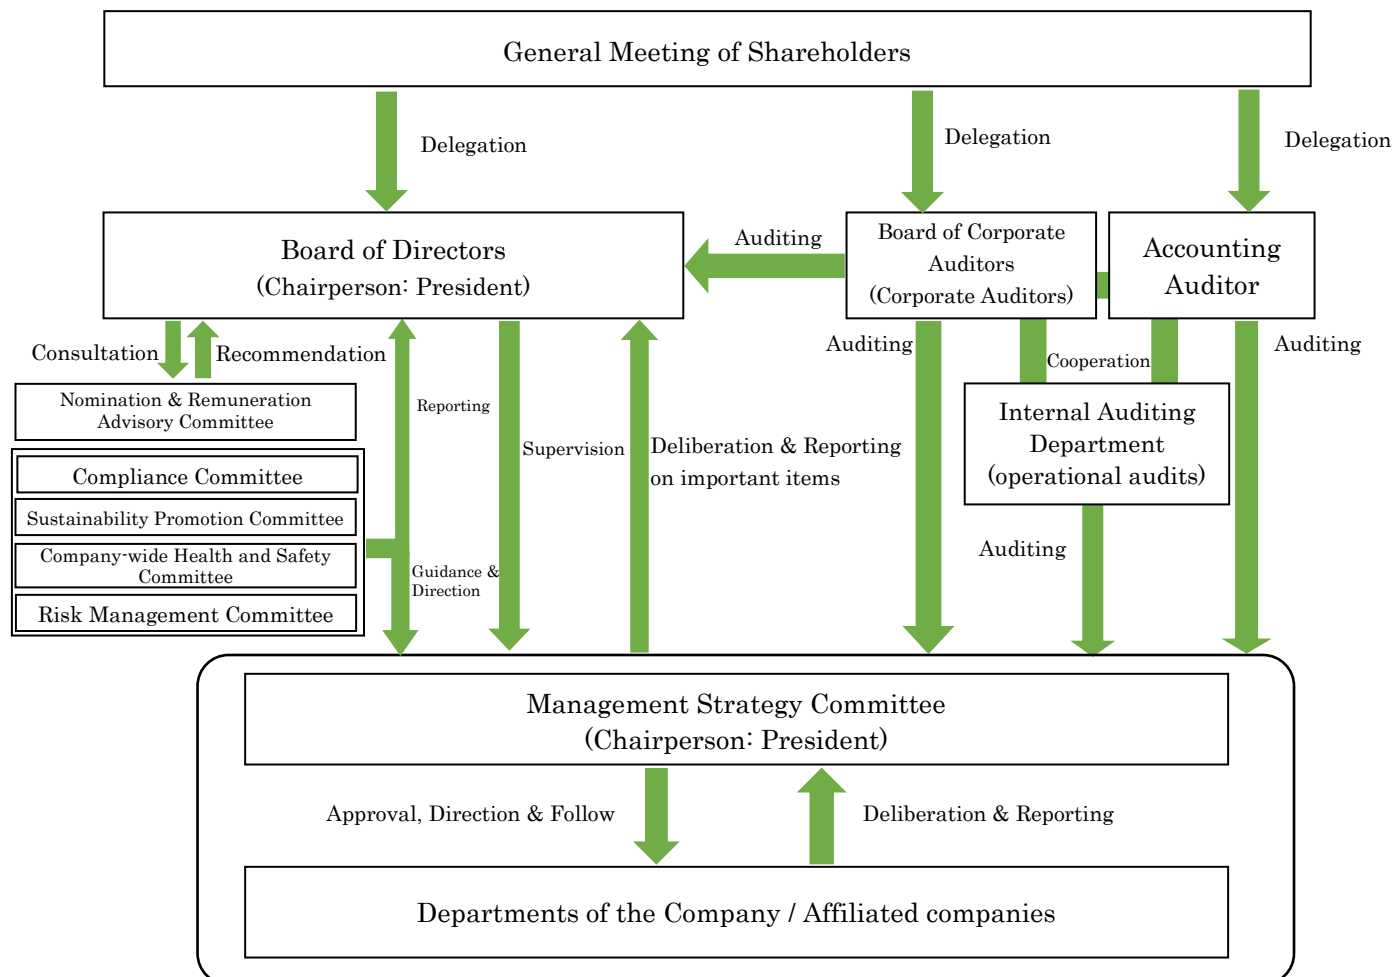 General Meeting of Shareholders
Delegation
Delegation
Delegation
Board of Directors
(Chairperson: President)
Auditing
Board of Corporate
Auditors
(Corporate Auditors)
Accounting
Auditor
Consultation
Recommendation
Auditing
Cooperation
Auditing
Nomination & Remuneration
Advisory Committee
Reporting
Supervision
Deliberation & Reporting
on important items
Internal Auditing
Department
(operational audits)
Compliance Committee
Sustainability Promotion Committee
Company-wide Health and Safety
Committee
Risk Management Committee
Guidance &
Direction
Auditing
Management Strategy Committee
(Chairperson: President)
Approval, Direction & Follow
Deliberation & Reporting
Departments of the Company / Affiliated companies